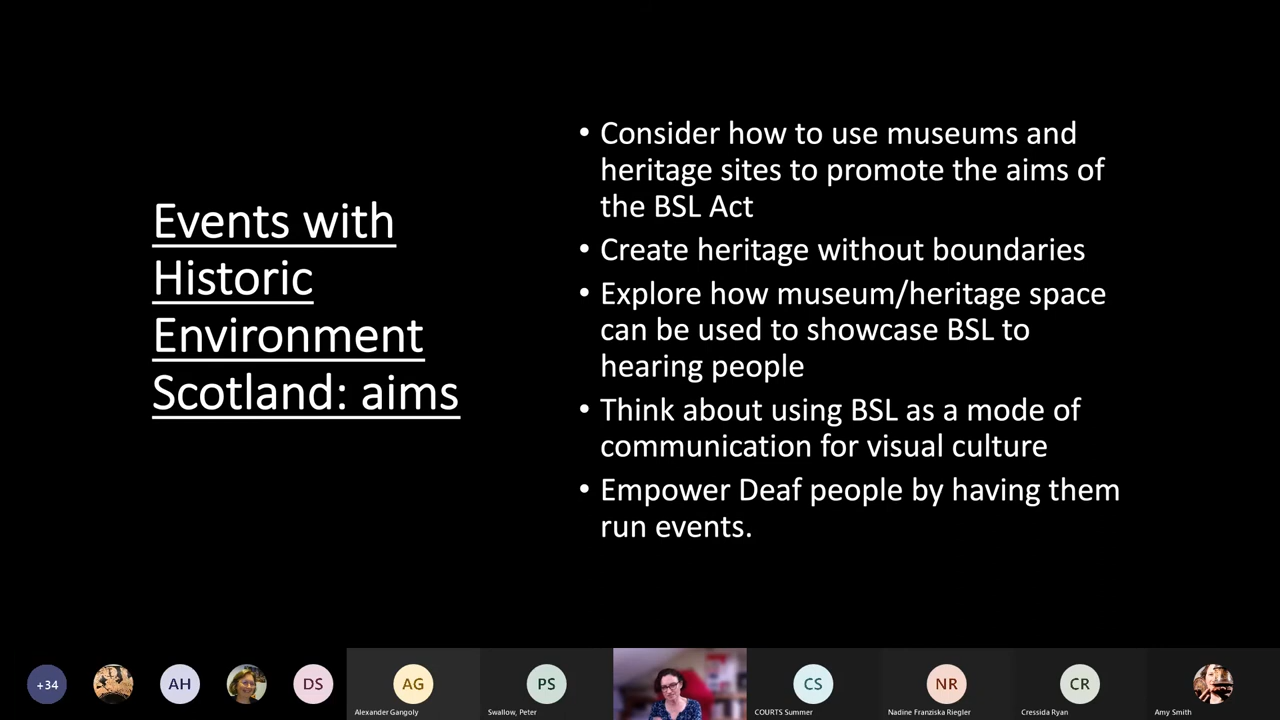 Events with
Historic
Environment
Scotland: aims
• Consider how to use museums and
heritage sites to promote the aims of
the BSL Act
• Create heritage without boundaries
• Explore how museum/heritage space
can be used to showcase BSL to
hearing people
• Think about using BSL as a mode of
communication for visual culture
• Empower Deaf people by having them
run events.
+34
AH
DS
AG
Alexander Gangoly
PS
Swallow, Peter
CS
COURTS Summer
NR
Nadine Franziska Riegler
CR
Cressida Ryan
Amy Smith